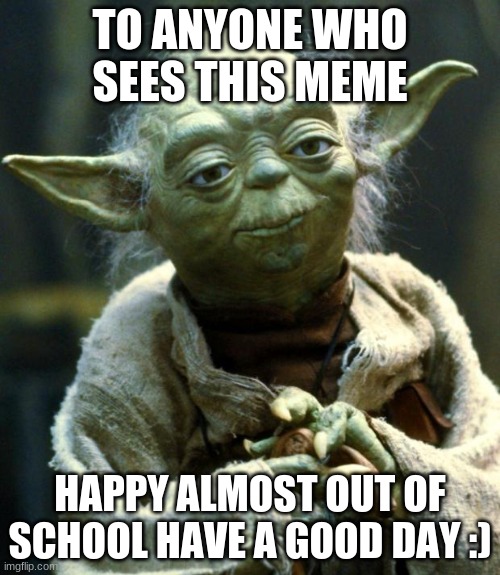 TO ANYONE WHO
SEES THIS MEME
HAPPY ALMOST OUT OF
SCHOOL HAVE A GOOD DAY :)
imgflip.com